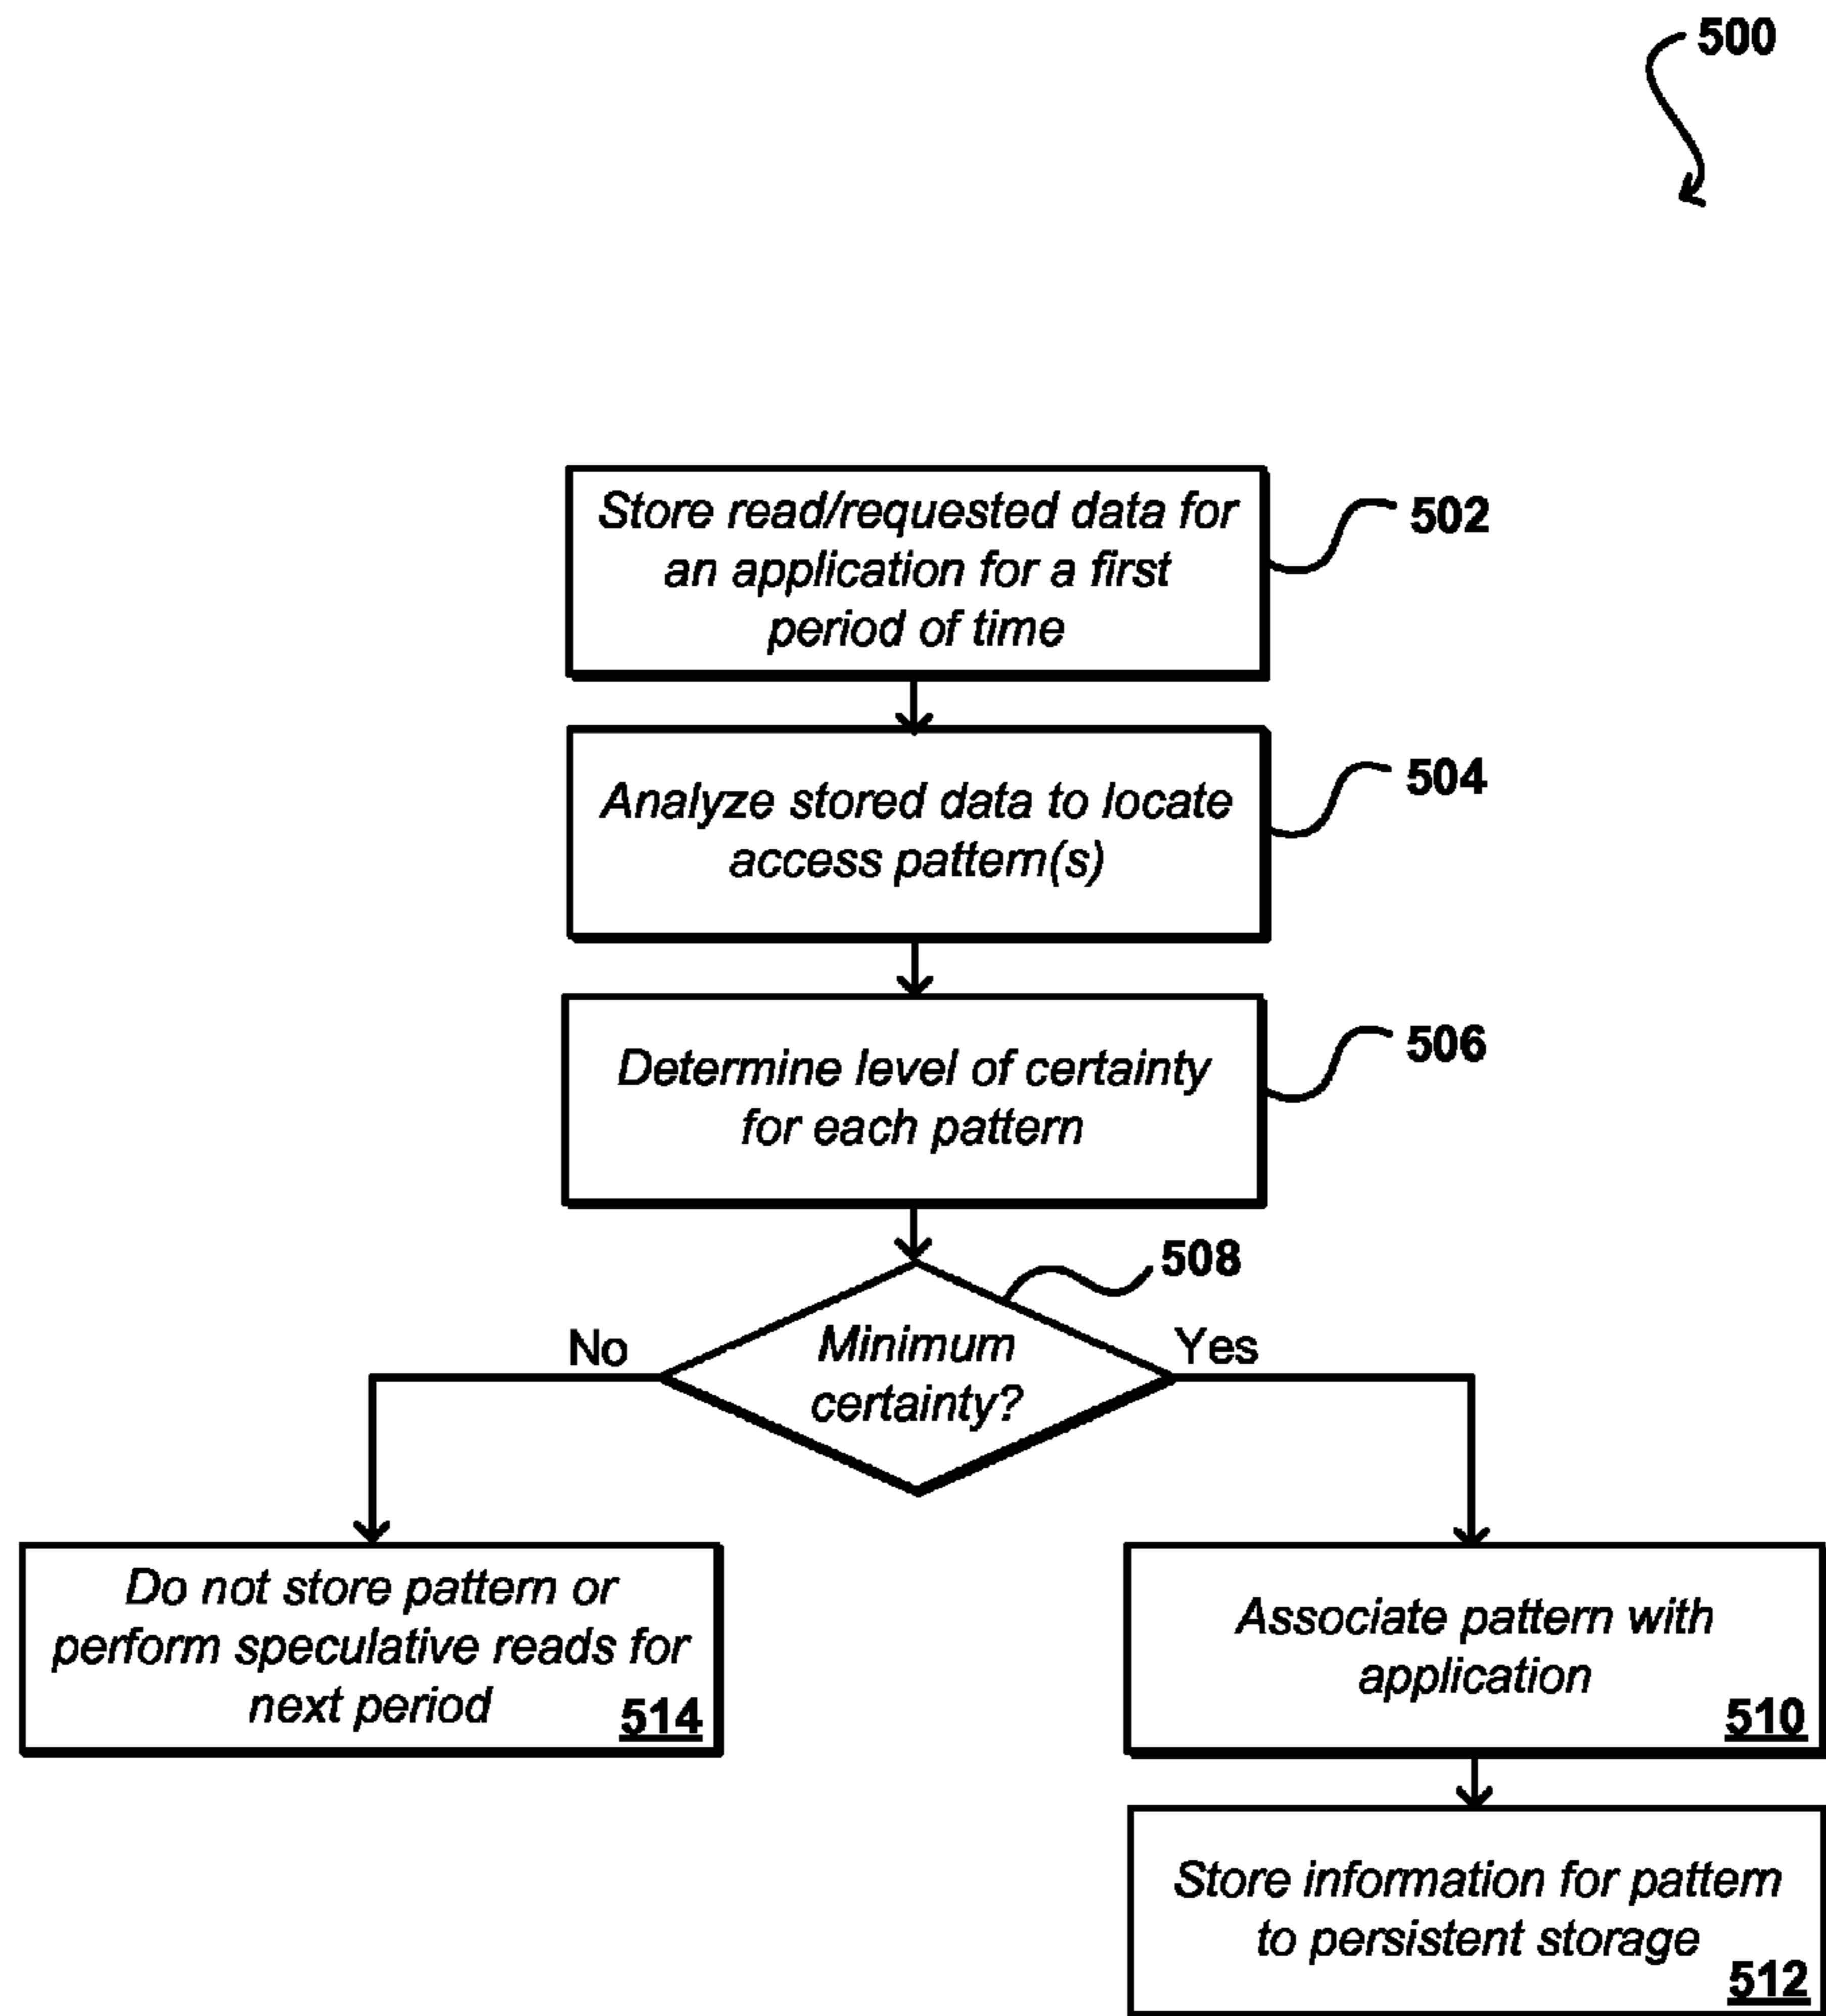 500
Store read/requested data for
an application for a first
period of time
502
Analyze stored data to locate
access pattern(s)
504
Determine level of certainty
for each pattern
506
508
Minimum
certainty?
No
Yes
Do not store pattern or
perform speculative reads for
next period
514
Associate pattern with
application
510
Store information for pattern
to persistent storage
512